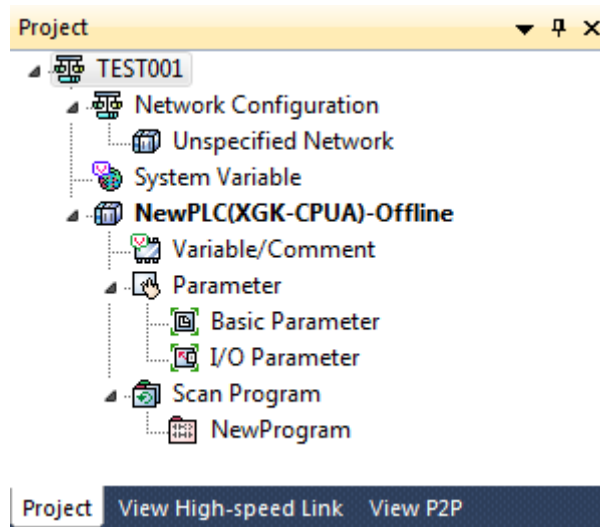 Project
TEST001
Network Configuration
Unspecified Network
System Variable
NewPLC(XGK-CPUA)-Offline
Variable/Comment
Parameter
Basic Parameter
I/O Parameter
Scan Program
NewProgram
Project View High-speed Link View P2P